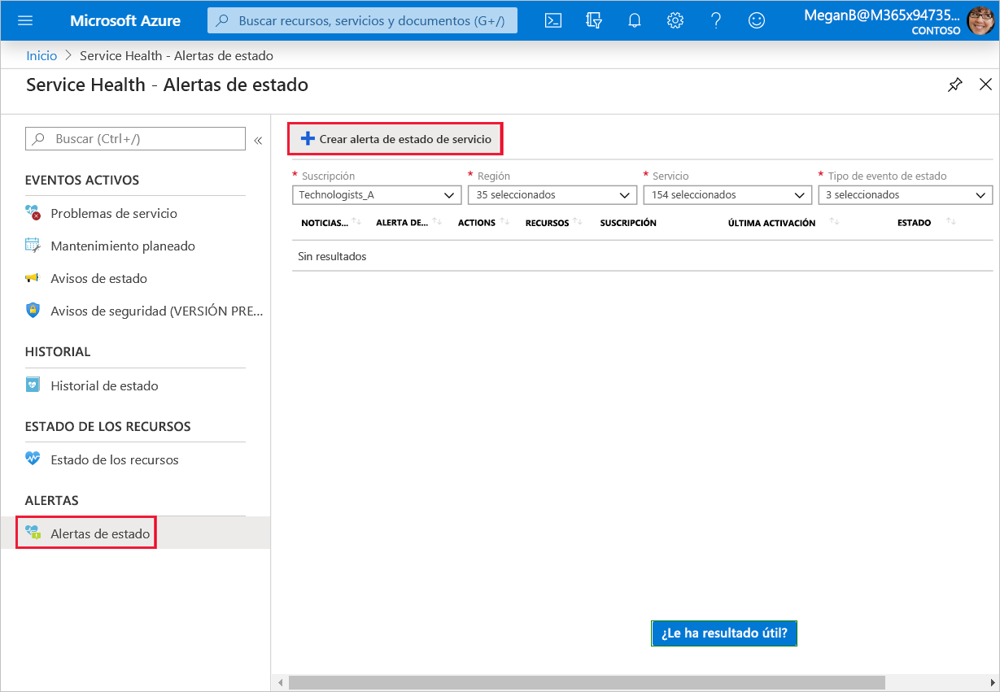 Microsoft Azure
Buscar recursos, servicios y documentos (G+/)
MeganB@M365x94735...
CONTOSO
Inicio > Service Health - Alertas de estado
Service Health - Alertas de estado
Buscar (Ctrl+/)
«
EVENTOS ACTIVOS
Problemas de servicio
Mantenimiento planeado
Avisos de estado
Avisos de seguridad (VERSIÓN PRE...
HISTORIAL
Historial de estado
ESTADO DE LOS RECURSOS
Estado de los recursos
ALERTAS
Alertas de estado
Crear alerta de estado de servicio
* Suscripción * Región * Servicio * Tipo de evento de estado
Technologists_A 35 seleccionados 154 seleccionados 3 seleccionados
NOTICIAS... ALERTA DE... ACTIONS RECURSOS SUSCRIPCIÓN ÚLTIMA ACTIVACIÓN ESTADO
Sin resultados
¿Le ha resultado útil?